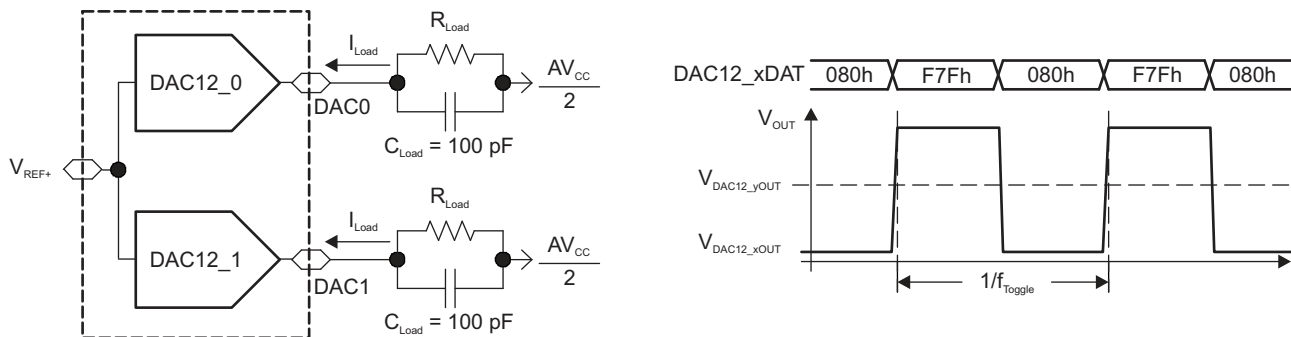 DAC12_0
I_Load
R_Load
DAC0
AV_CC
2
C_Load = 100 pF
V_REF+
DAC12_1
I_Load
R_Load
DAC1
AV_CC
2
C_Load = 100 pF
DAC12_xDAT 080h F7Fh 080h F7Fh 080h
V_OUT
V_DAC12_yOUT
V_DAC12_xOUT
1/f_Toggle